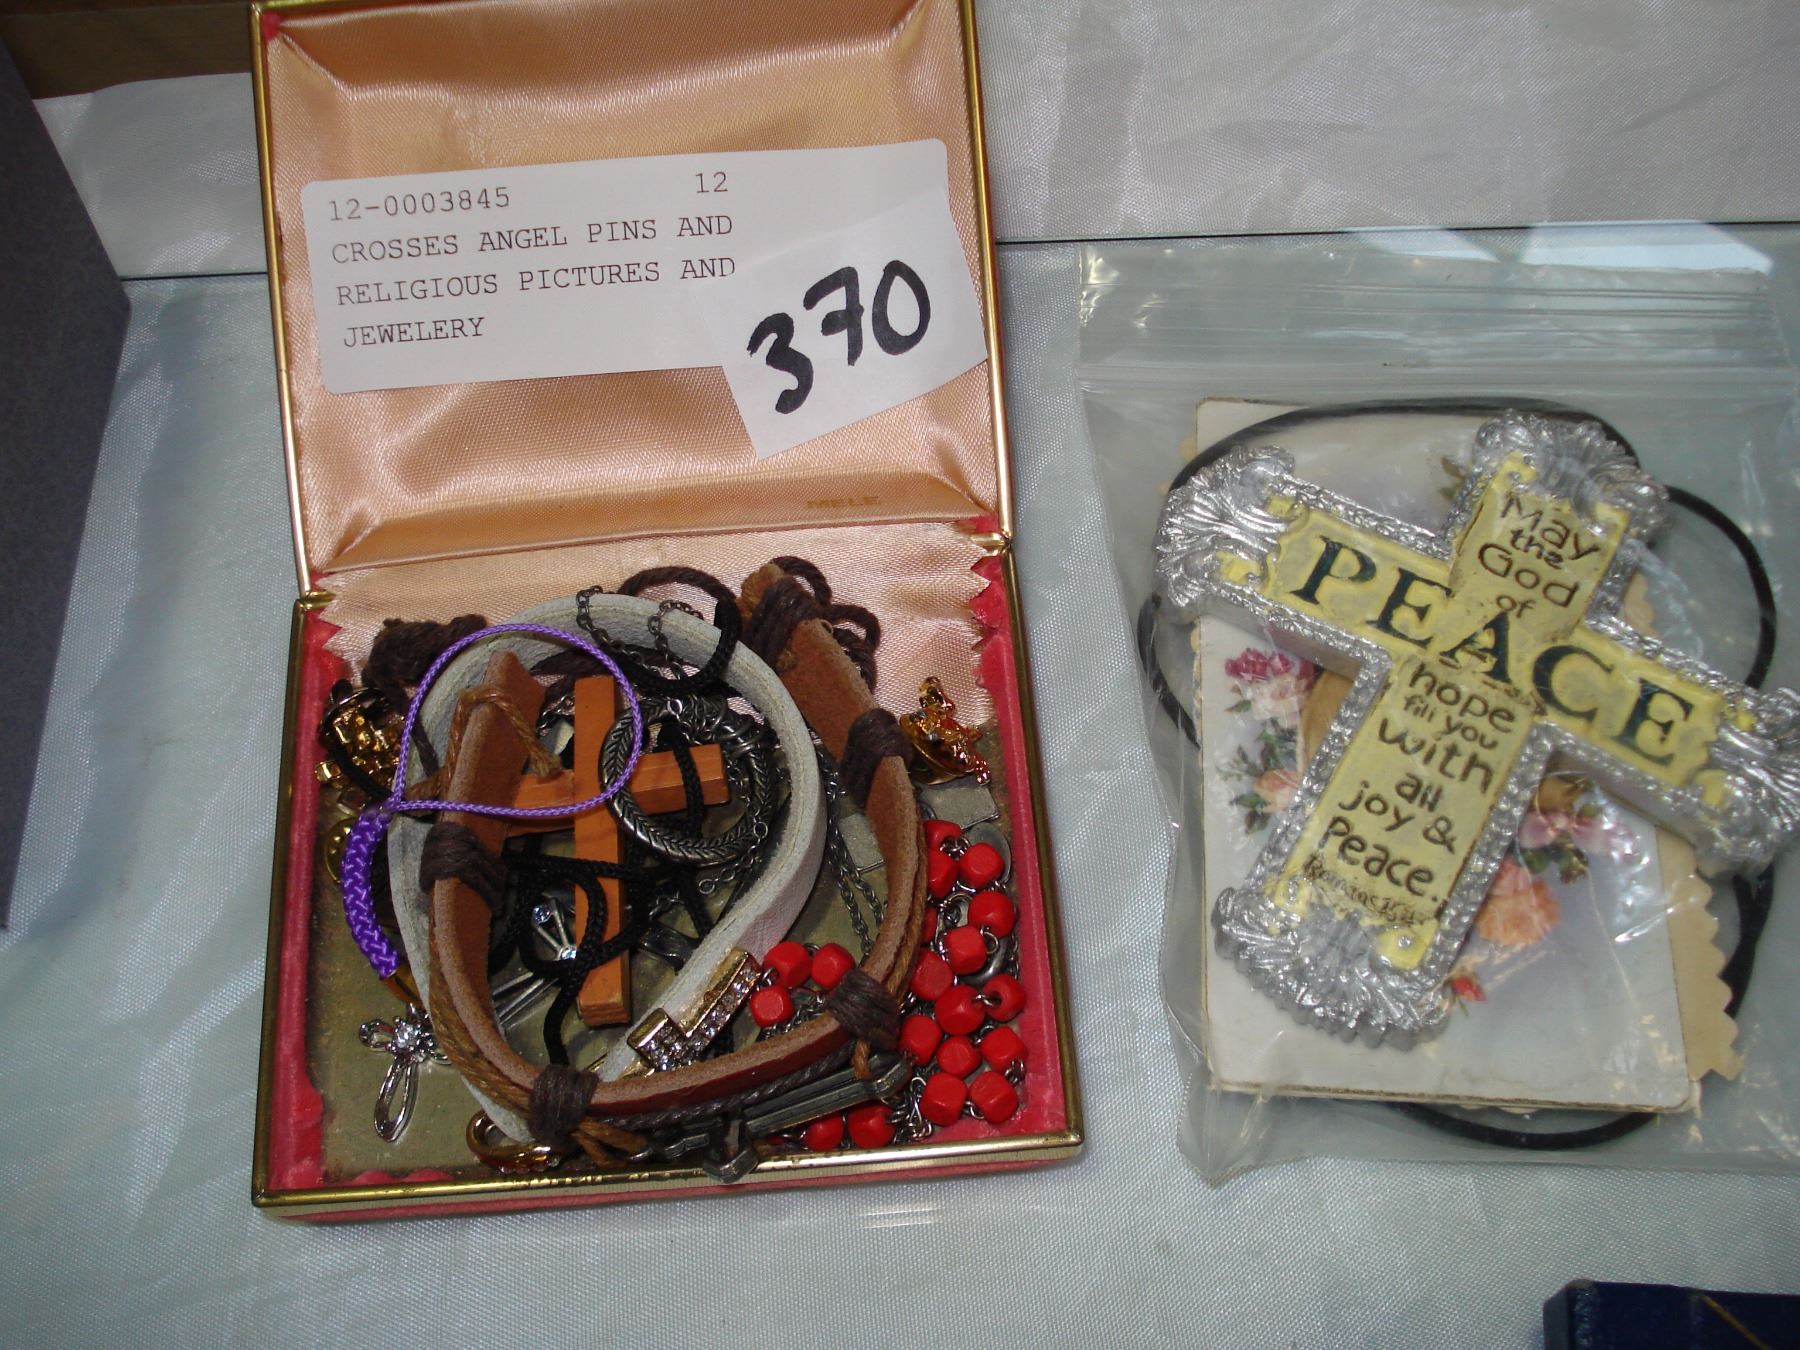 12-0003845 12
CROSSES ANGEL PINS AND
RELIGIOUS PICTURES AND
JEWELERY
370
MELE
May
the
God
of
PEACE
hope
fill you
with
all
joy &
Peace.